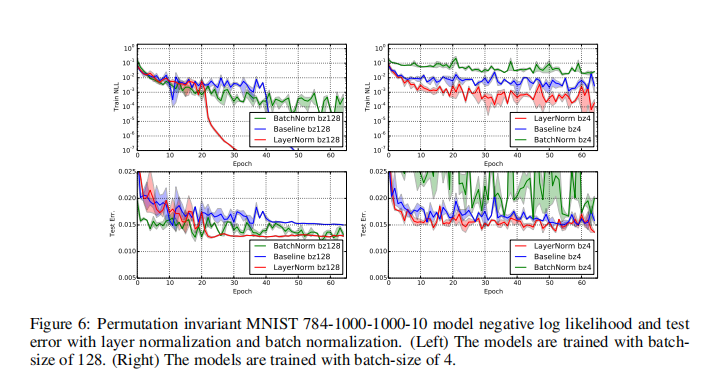 10⁰
10⁻¹
10⁻²
10⁻³
10⁻⁴
10⁻⁵
10⁻⁶
10⁻⁷
Train NLL
0 10 20 30 40 50 60
Epoch
BatchNorm bz128
Baseline bz128
LayerNorm bz128
10⁰
10⁻¹
10⁻²
10⁻³
10⁻⁴
10⁻⁵
10⁻⁶
10⁻⁷
Train NLL
0 10 20 30 40 50 60
Epoch
LayerNorm bz4
Baseline bz4
BatchNorm bz4
0.025
0.020
0.015
0.010
0.005
Test Err.
0 10 20 30 40 50 60
Epoch
BatchNorm bz128
Baseline bz128
LayerNorm bz128
0.025
0.020
0.015
0.010
0.005
Test Err.
0 10 20 30 40 50 60
Epoch
LayerNorm bz4
Baseline bz4
BatchNorm bz4
Figure 6: Permutation invariant MNIST 784-1000-1000-10 model negative log likelihood and test
error with layer normalization and batch normalization. (Left) The models are trained with batch-
size of 128. (Right) The models are trained with batch-size of 4.